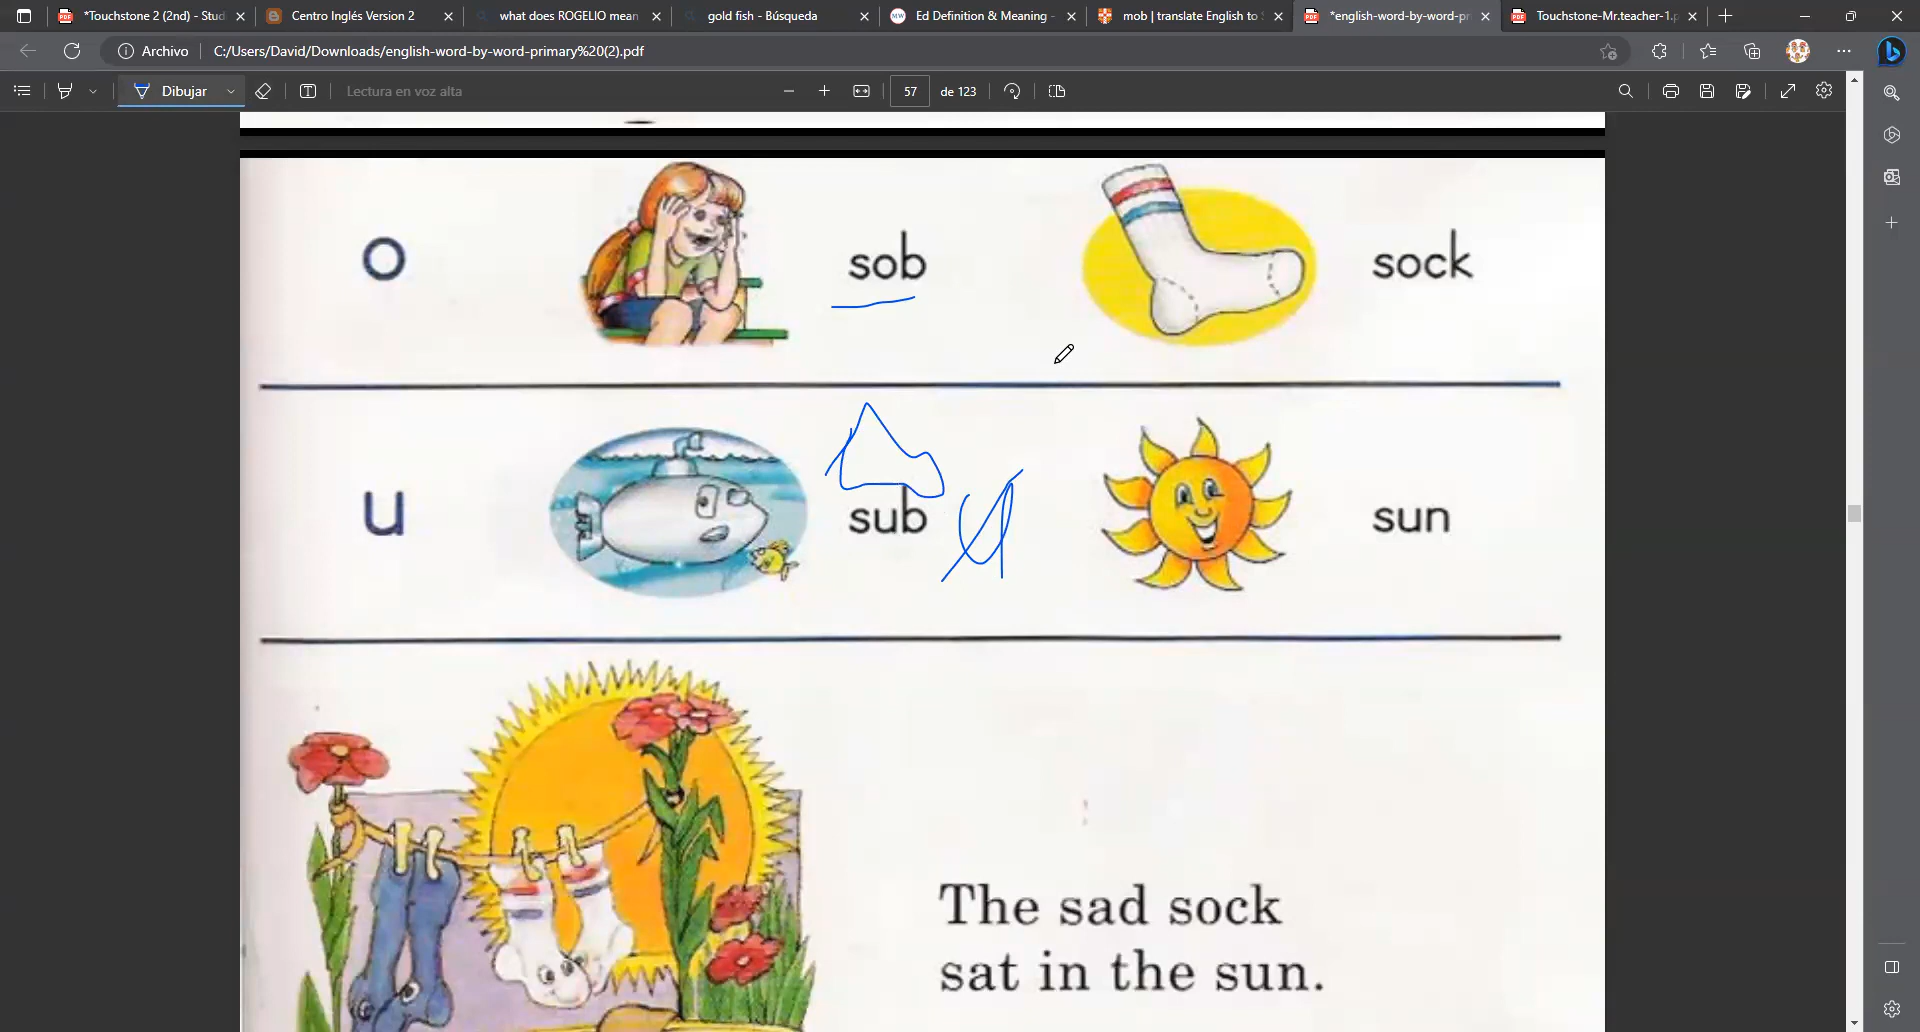 *Touchstone 2 (2nd) - Stud
Centro Inglés Version 2
what does ROGELIO mean
gold fish - Búsqueda
Ed Definition & Meaning -
mob | translate English to S
*english-word-by-word-pr
Touchstone-Mr.teacher-1.p
Archivo
C:/Users/David/Downloads/english-word-by-word-primary%20(2).pdf
Dibujar
Lectura en voz alta
57
de 123
o
sob
sock
u
sub
sun
The sad sock
sat in the sun.